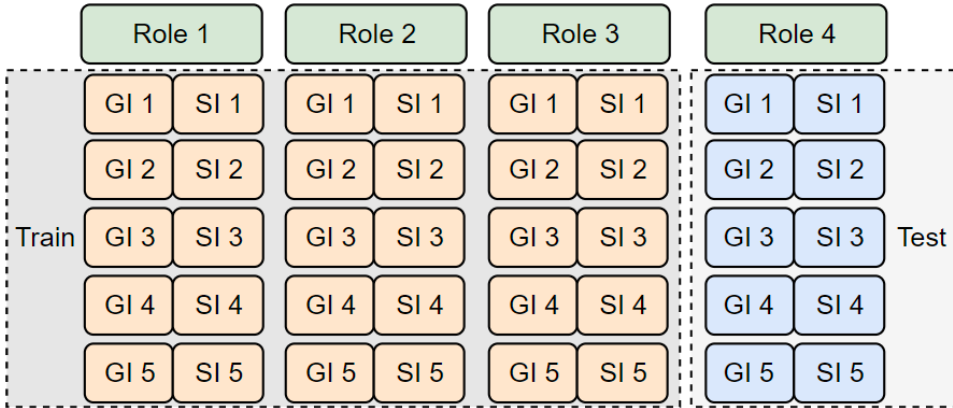 Role 1 Role 2 Role 3 Role 4
GI 1 SI 1 GI 1 SI 1 GI 1 SI 1 GI 1 SI 1
GI 2 SI 2 GI 2 SI 2 GI 2 SI 2 GI 2 SI 2
Train GI 3 SI 3 GI 3 SI 3 GI 3 SI 3 GI 3 SI 3 Test
GI 4 SI 4 GI 4 SI 4 GI 4 SI 4 GI 4 SI 4
GI 5 SI 5 GI 5 SI 5 GI 5 SI 5 GI 5 SI 5